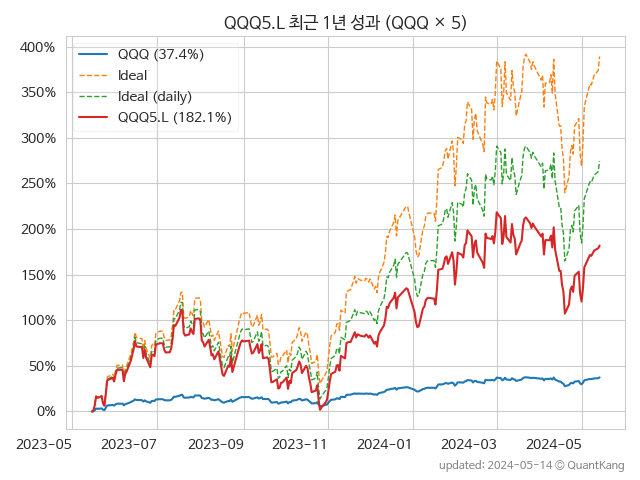 QQQ5.L 최근 1년 성과 (QQQ × 5)
QQQ (37.4%)
Ideal
Ideal (daily)
QQQ5.L (182.1%)
400%
350%
300%
250%
200%
150%
100%
50%
0%
2023-05 2023-07 2023-09 2023-11 2024-01 2024-03 2024-05
updated: 2024-05-14 © QuantKang